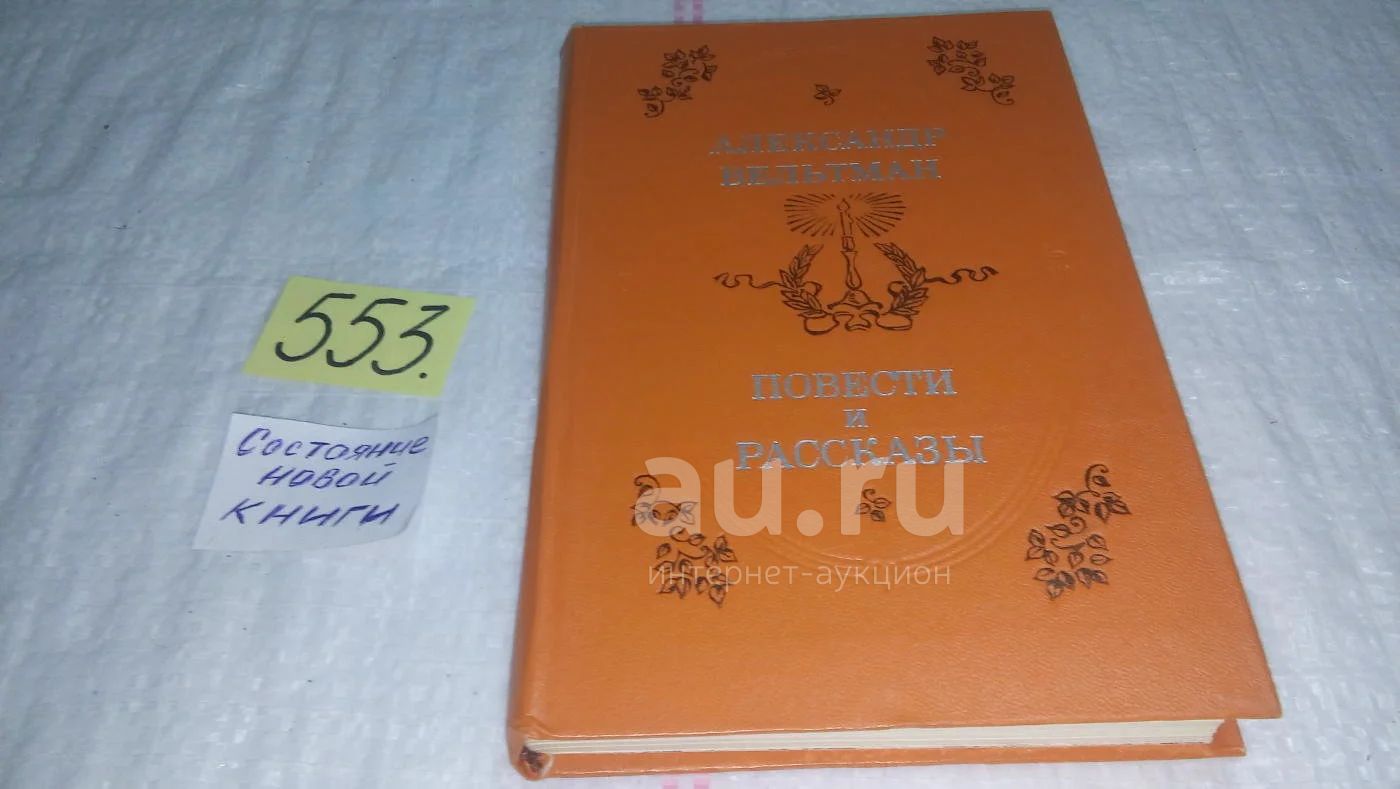 АЛЕКСАНДР
ВЕЛЬТМАН
ПОВЕСТИ
И
РАССКАЗЫ
553.
Состояние
новой
книги
au.ru
интернет-аукцион